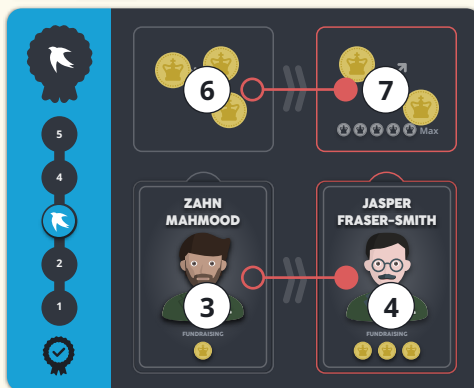 6
7
Max
5
4
2
1
ZAHN
MAHMOOD
JASPER
FRASER-SMITH
3
4
FUNDRAISING
FUNDRAISING